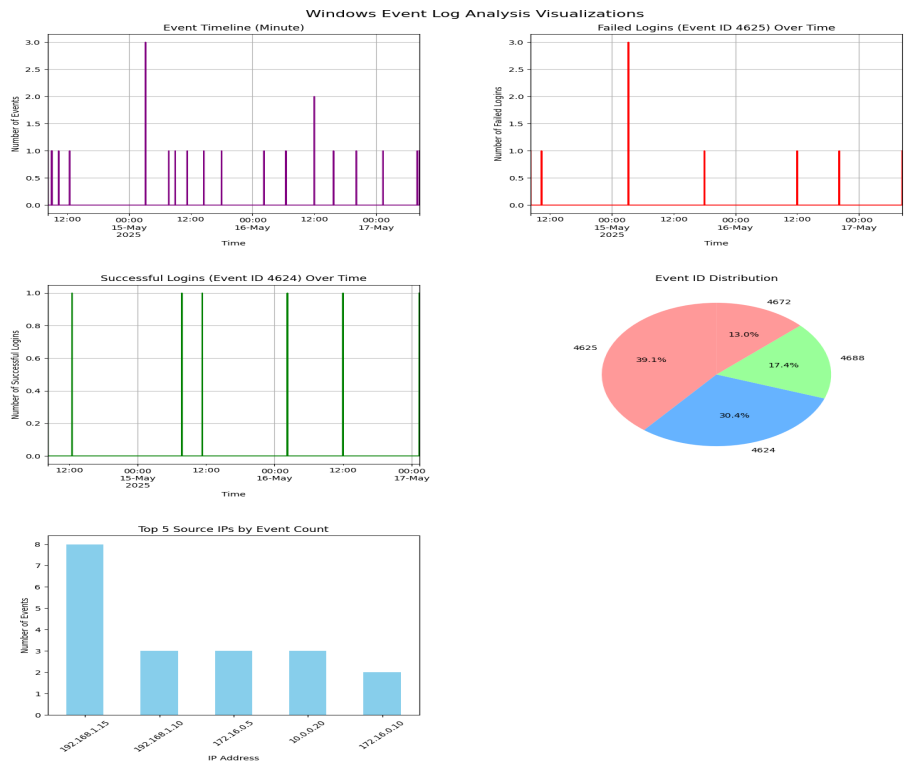 Windows Event Log Analysis Visualizations
Event Timeline (Minute)
Number of Events
3.0
2.5
2.0
1.5
1.0
0.5
0.0
12:00 00:00 12:00 00:00 12:00 00:00
15-May 16-May 17-May
2025
Time
Failed Logins (Event ID 4625) Over Time
Number of Failed Logins
3.0
2.5
2.0
1.5
1.0
0.5
0.0
12:00 00:00 12:00 00:00 12:00 00:00
15-May 16-May 17-May
2025
Time
Successful Logins (Event ID 4624) Over Time
Number of Successful Logins
1.0
0.8
0.6
0.4
0.2
0.0
12:00 00:00 12:00 00:00 12:00 00:00
15-May 16-May 17-May
2025
Time
Event ID Distribution
4672
13.0%
4625
39.1%
4688
17.4%
30.4%
4624
Top 5 Source IPs by Event Count
Number of Events
8
7
6
5
4
3
2
1
0
192.168.1.15 192.168.1.10 172.16.0.5 10.0.0.20 172.16.0.10
IP Address